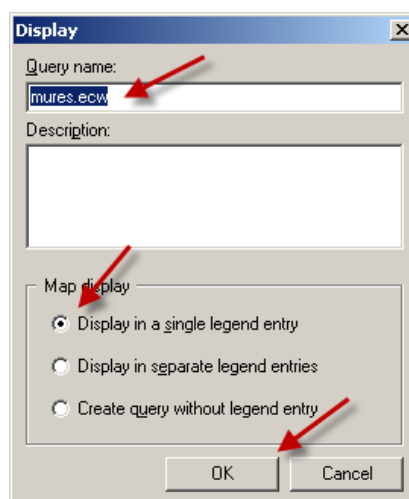 Display
Query name:
mures.ecw
Description:
Map display
Display in a single legend entry
Display in separate legend entries
Create query without legend entry
OK
Cancel